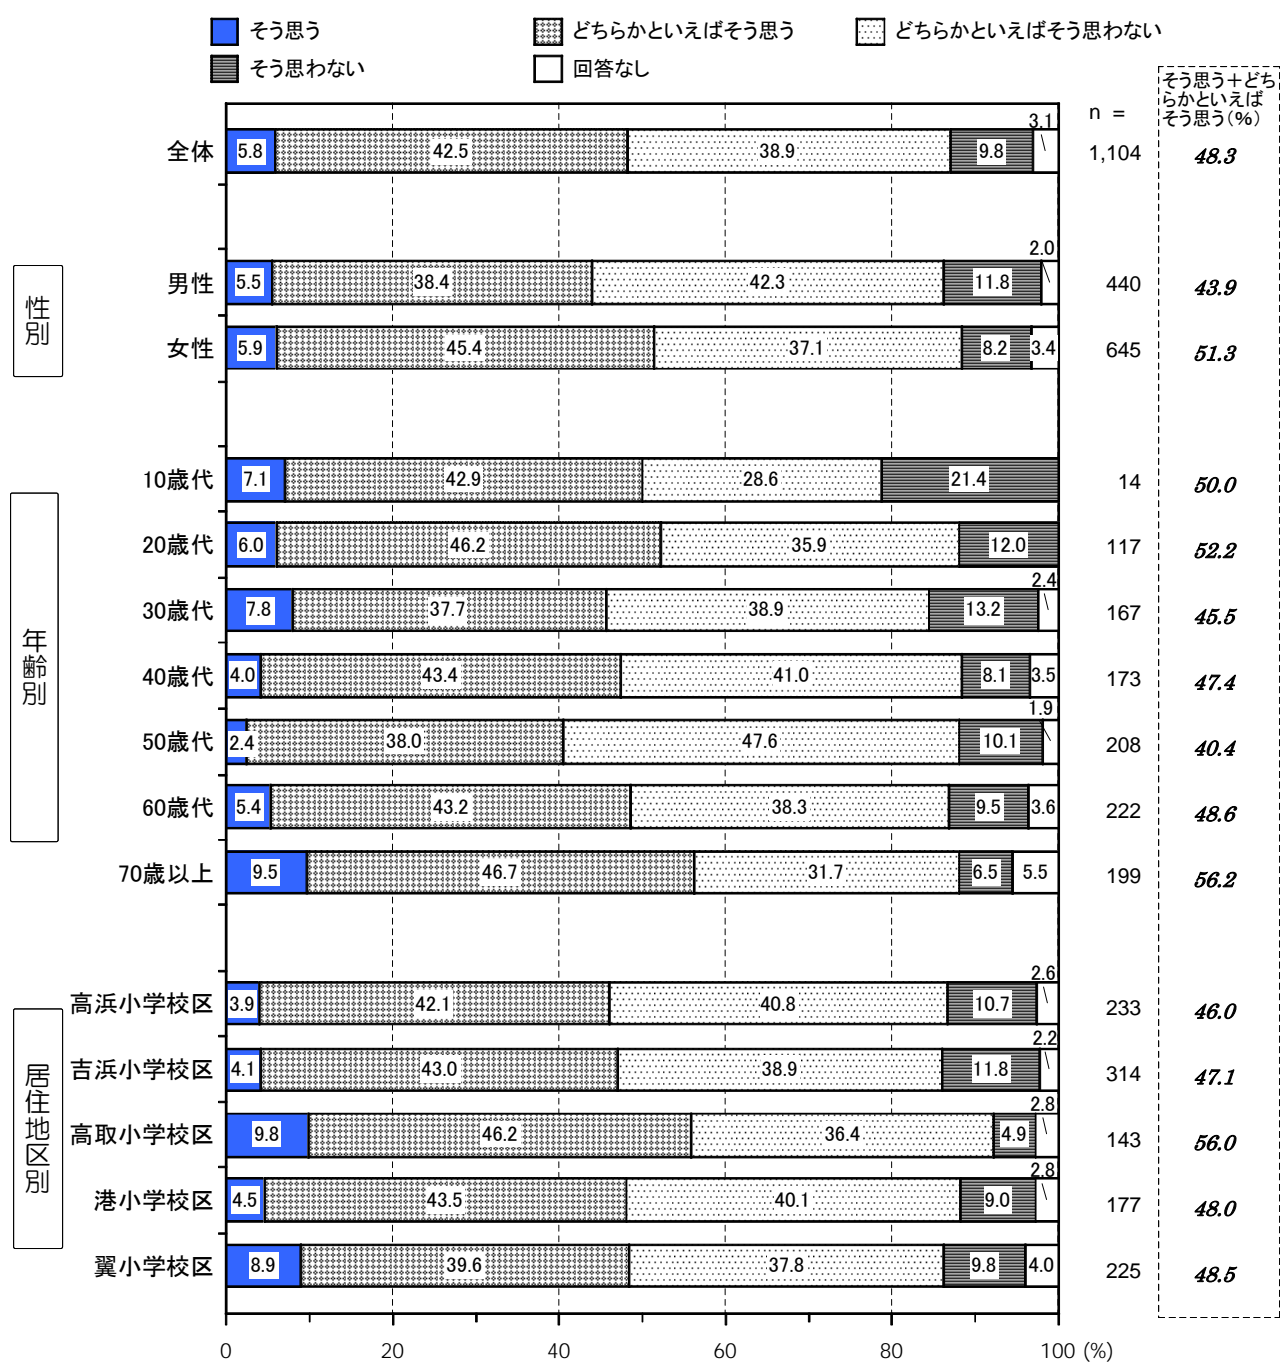 そう思う どちらかといえばそう思う どちらかといえばそう思わない
そう思わない 回答なし
そう思う＋どち
らかといえば
そう思う(%)
n =
3.1
全体 5.8 42.5 38.9 9.8 1,104 48.3
2.0
男性 5.5 38.4 42.3 11.8 440 43.9
性別
女性 5.9 45.4 37.1 8.2 3.4 645 51.3
10歳代 7.1 42.9 28.6 21.4 14 50.0
20歳代 6.0 46.2 35.9 12.0 117 52.2
2.4
30歳代 7.8 37.7 38.9 13.2 167 45.5
年齢別
40歳代 4.0 43.4 41.0 8.1 3.5 173 47.4
1.9
50歳代 2.4 38.0 47.6 10.1 208 40.4
60歳代 5.4 43.2 38.3 9.5 3.6 222 48.6
70歳以上 9.5 46.7 31.7 6.5 5.5 199 56.2
2.6
高浜小学校区 3.9 42.1 40.8 10.7 233 46.0
2.2
吉浜小学校区 4.1 43.0 38.9 11.8 314 47.1
居住地区別
2.8
高取小学校区 9.8 46.2 36.4 4.9 143 56.0
2.8
港小学校区 4.5 43.5 40.1 9.0 177 48.0
翼小学校区 8.9 39.6 37.8 9.8 4.0 225 48.5
0 20 40 60 80 100 (%)